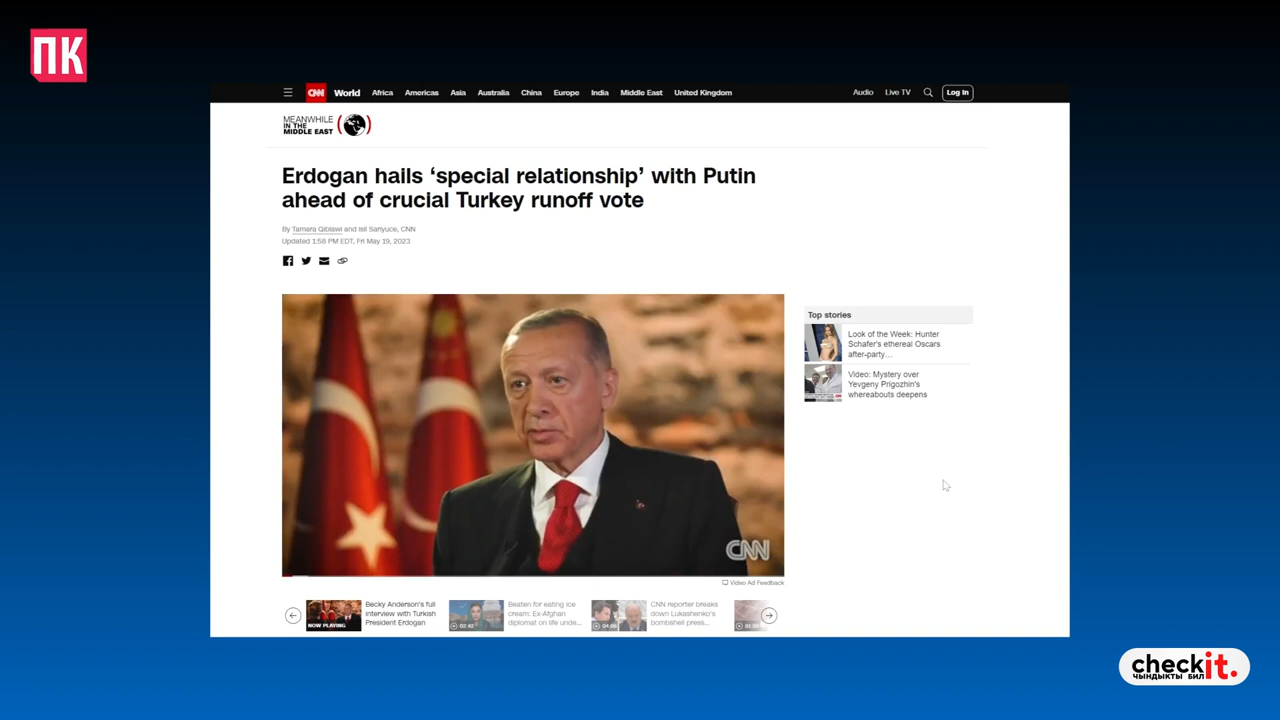 ПК
CNN World Africa Americas Asia Australia China Europe India Middle East United Kingdom Audio Live TV Log In
MEANWHILE
IN THE
MIDDLE EAST
Erdogan hails ‘special relationship’ with Putin
ahead of crucial Turkey runoff vote
By Tamara Qiblawi and Isil Sariyuce, CNN
Updated 1:58 PM EDT, Fri May 19, 2023
Top stories
Look of the Week: Hunter
Schafer's ethereal Oscars
after-party…
Video: Mystery over
Yevgeny Prigozhin's
whereabouts deepens
CNN
Video Ad Feedback
NOW PLAYING
Becky Anderson's full
interview with Turkish
President Erdogan
02:42
Beaten for eating ice
cream: Ex-Afghan
diplomat on life unde...
CNN reporter breaks
down Lukashenko's
bombshell press...
checkit.
ЧЫНДЫКТЫ БИЛ